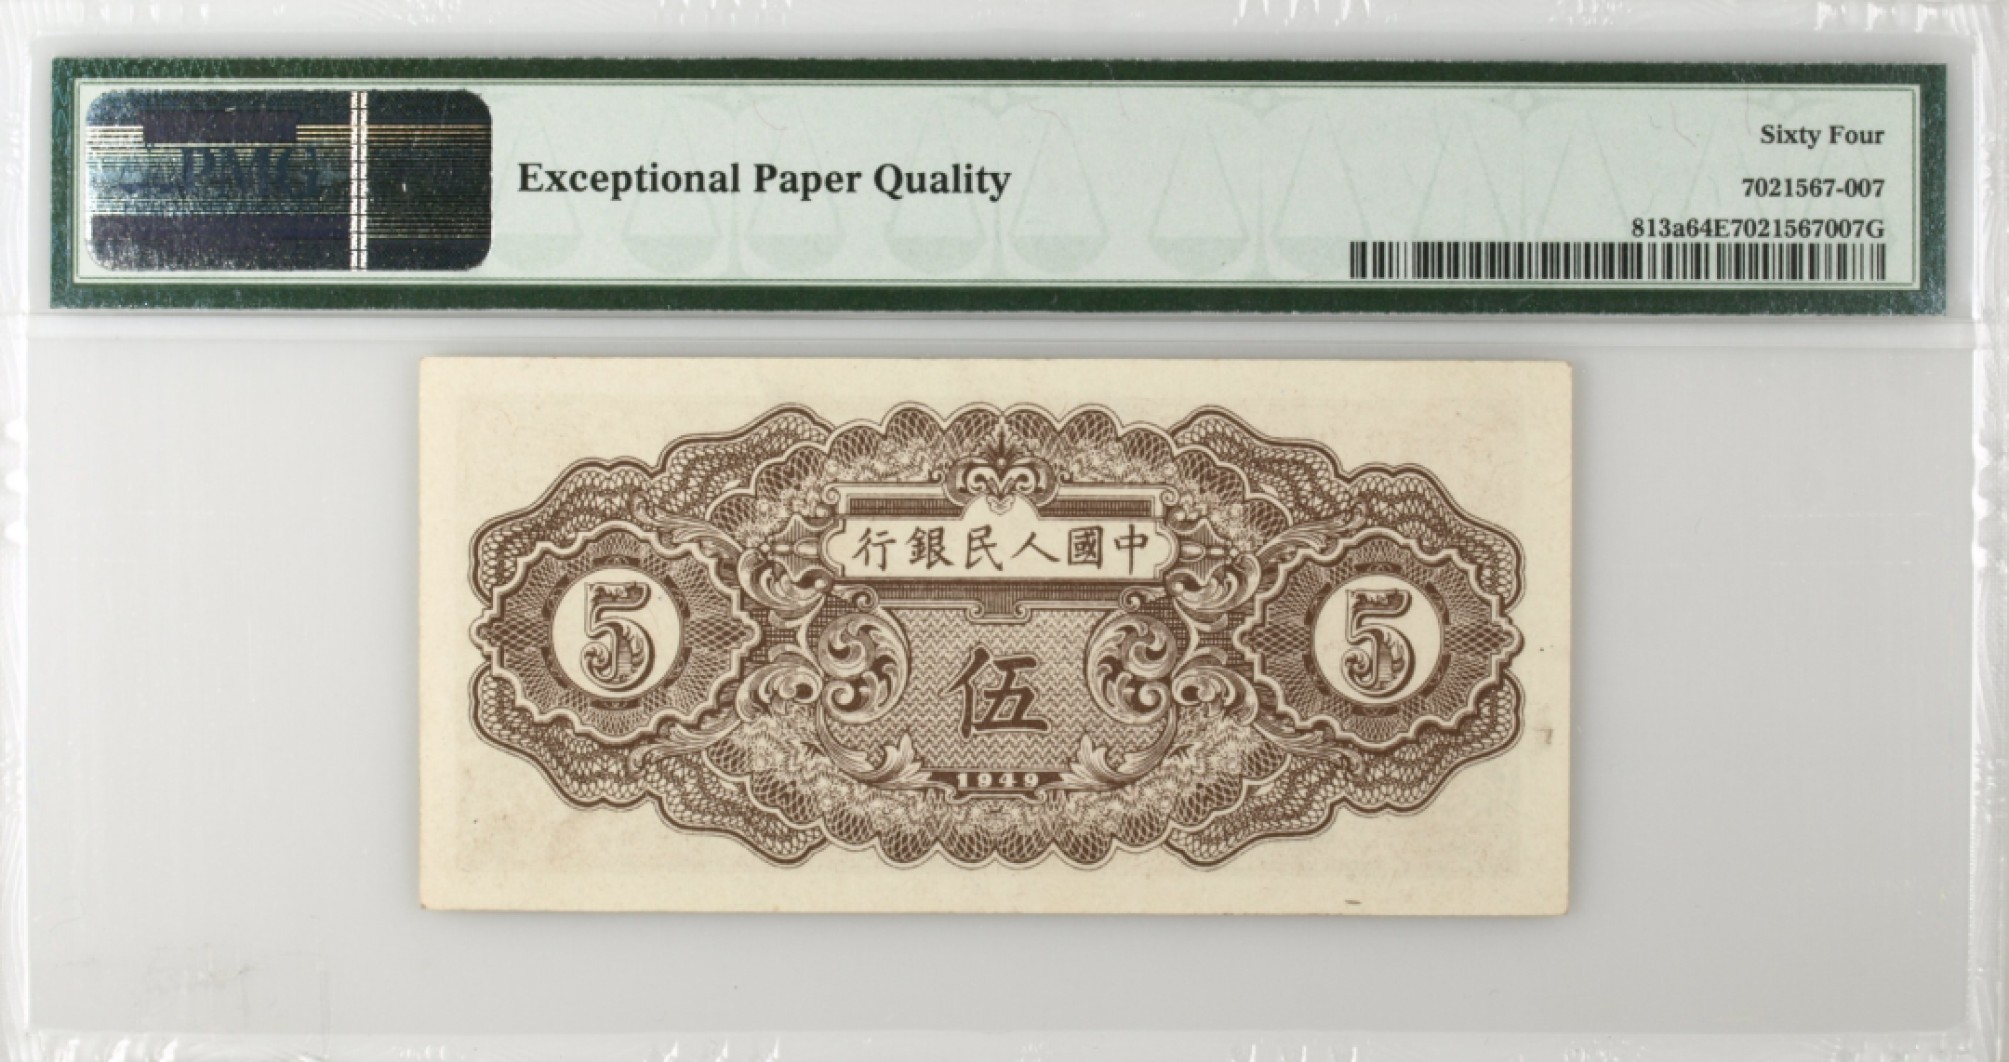 PMG
Exceptional Paper Quality
Sixty Four
7021567-007
813a64E7021567007G
行銀民人國中
5
伍
5
1949